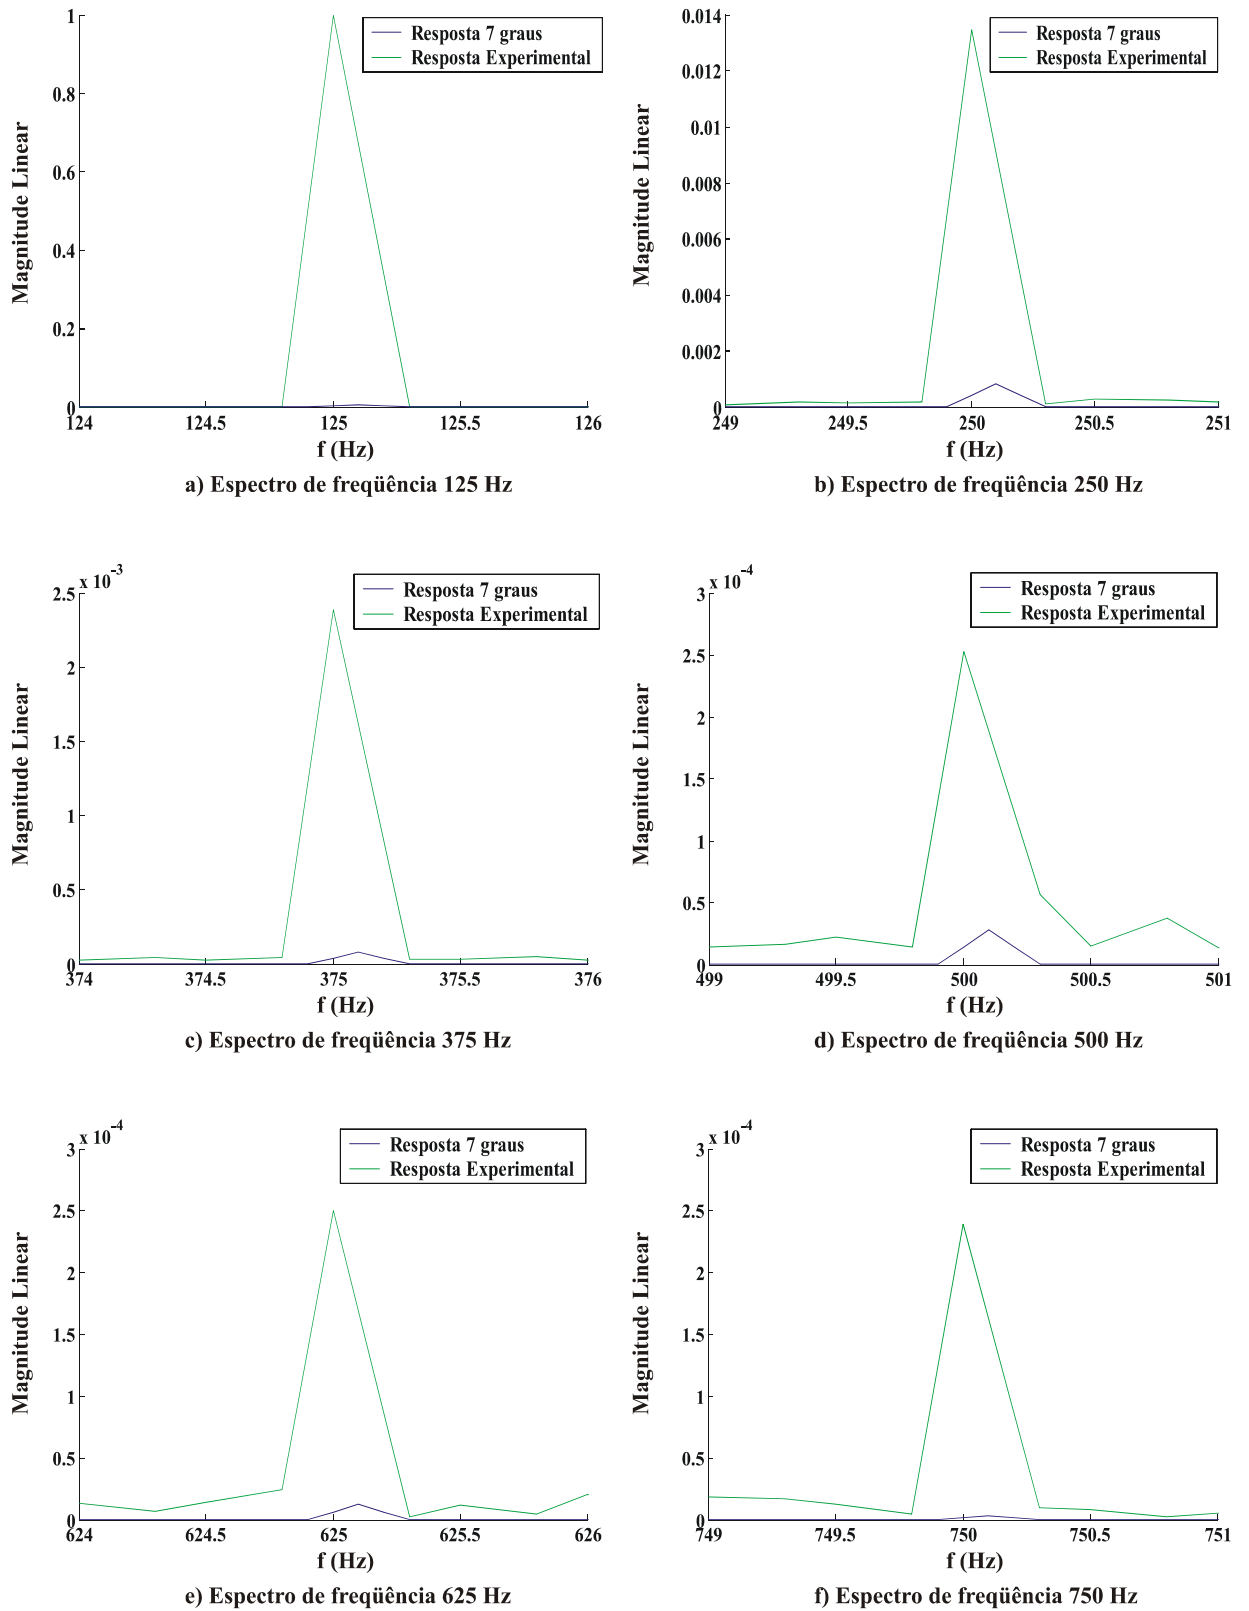 1
0.8
0.6
0.4
0.2
0
Magnitude Linear
Resposta 7 graus
Resposta Experimental
124 124.5 125 125.5 126
f (Hz)
a) Espectro de freqüência 125 Hz
0.014
0.012
0.01
0.008
0.006
0.004
0.002
0
Magnitude Linear
Resposta 7 graus
Resposta Experimental
249 249.5 250 250.5 251
f (Hz)
b) Espectro de freqüência 250 Hz
x 10-3
2.5
2
1.5
1
0.5
0
Magnitude Linear
Resposta 7 graus
Resposta Experimental
374 374.5 375 375.5 376
f (Hz)
c) Espectro de freqüência 375 Hz
x 10-4
3
2.5
2
1.5
1
0.5
0
Magnitude Linear
Resposta 7 graus
Resposta Experimental
499 499.5 500 500.5 501
f (Hz)
d) Espectro de freqüência 500 Hz
x 10-4
3
2.5
2
1.5
1
0.5
0
Magnitude Linear
Resposta 7 graus
Resposta Experimental
624 624.5 625 625.5 626
f (Hz)
e) Espectro de freqüência 625 Hz
x 10-4
3
2.5
2
1.5
1
0.5
0
Magnitude Linear
Resposta 7 graus
Resposta Experimental
749 749.5 750 750.5 751
f (Hz)
f) Espectro de freqüência 750 Hz